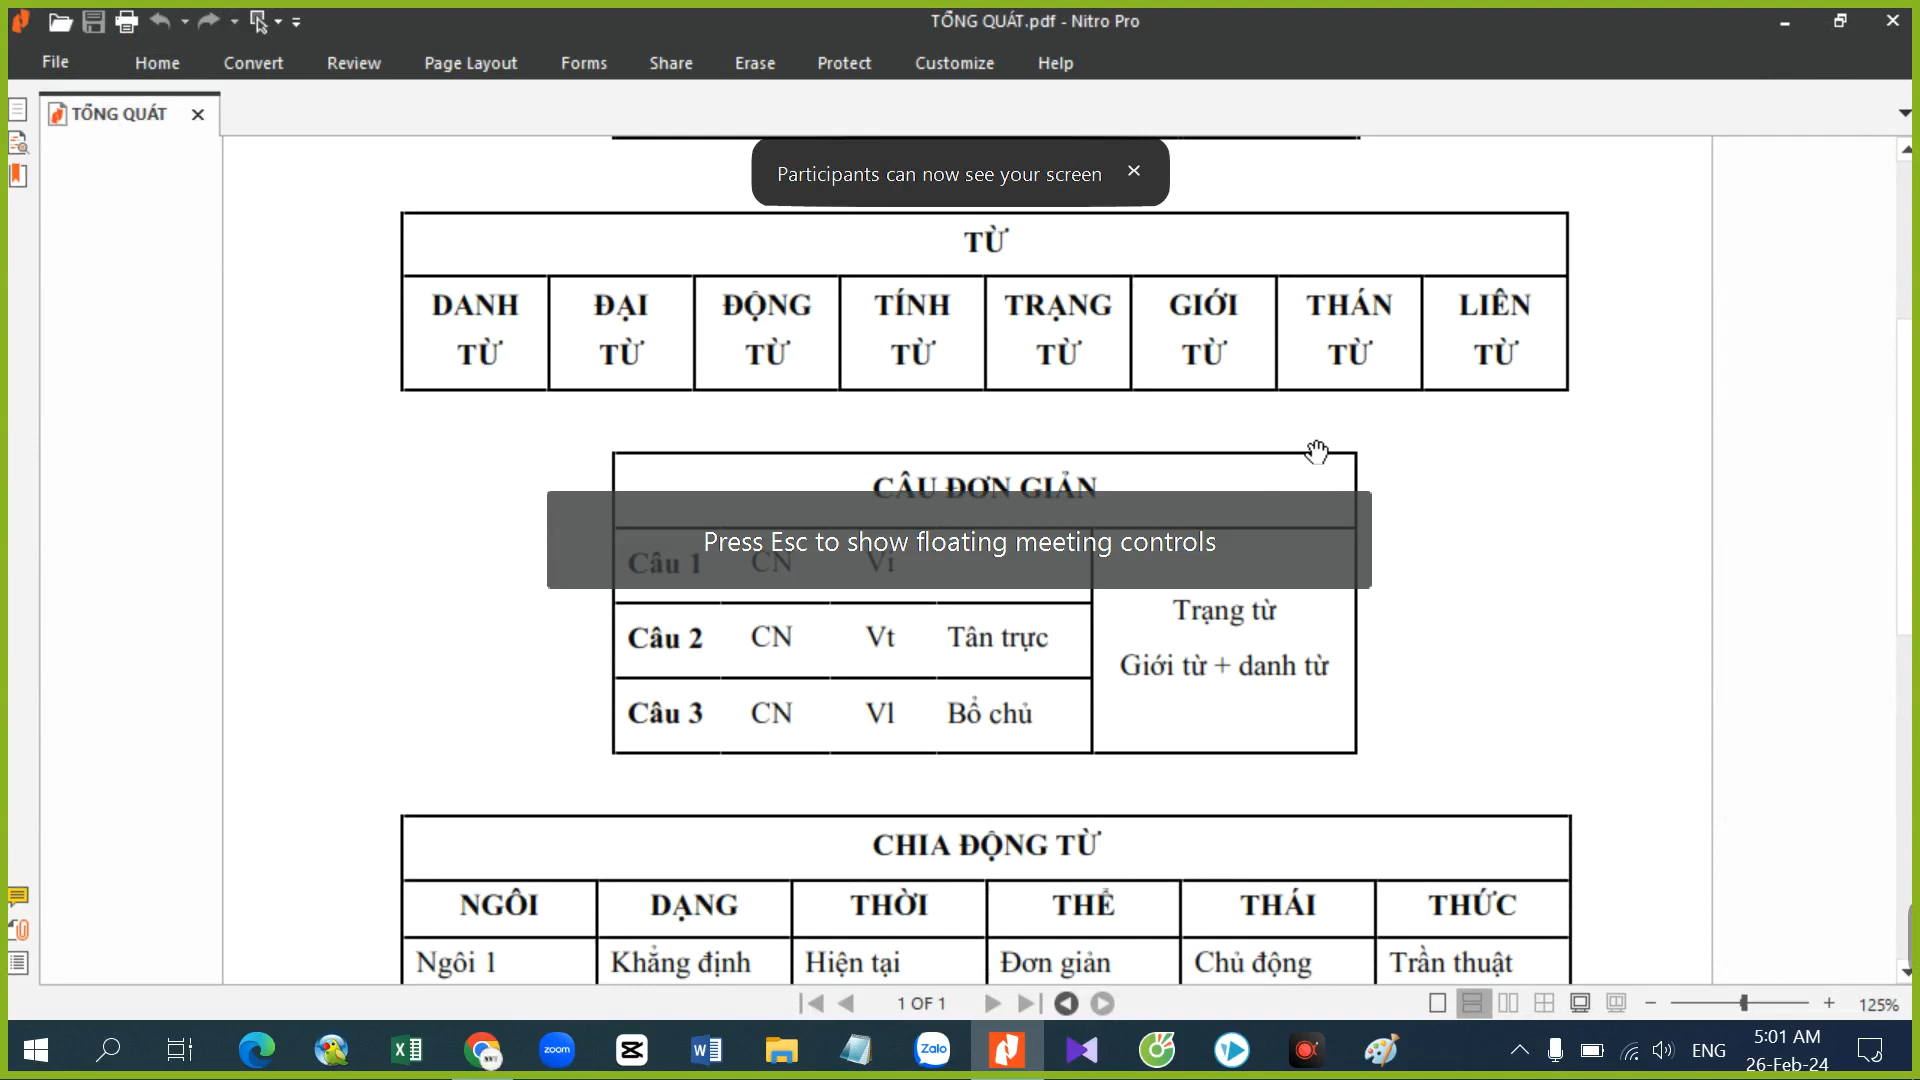 TỔNG QUÁT.pdf - Nitro Pro
File Home Convert Review Page Layout Forms Share Erase Protect Customize Help
TỔNG QUÁT
Participants can now see your screen
TỪ
DANH TỪ
ĐẠI TỪ
ĐỘNG TỪ
TÍNH TỪ
TRẠNG TỪ
GIỚI TỪ
THÁN TỪ
LIÊN TỪ
CÂU ĐƠN GIẢN
Press Esc to show floating meeting controls
Câu 1 CN Vi
Câu 2 CN Vt Tân trực
Câu 3 CN Vl Bổ chủ
Trạng từ
Giới từ + danh từ
CHIA ĐỘNG TỪ
NGÔI DẠNG THỜI THỂ THÁI THỨC
Ngôi 1 Khẳng định Hiện tại Đơn giản Chủ động Trần thuật
1 OF 1
125%
zoom
Zalo
ENG
5:01 AM
26-Feb-24